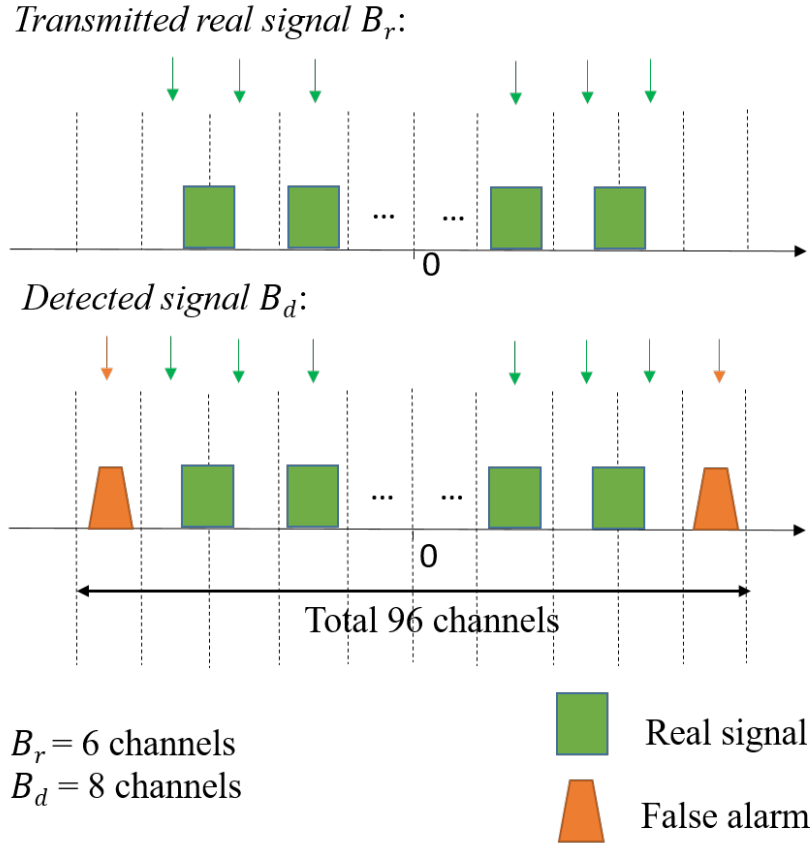 Transmitted real signal B_r:
... ...
0
Detected signal B_d:
... ...
0
Total 96 channels
B_r = 6 channels
B_d = 8 channels
Real signal
False alarm